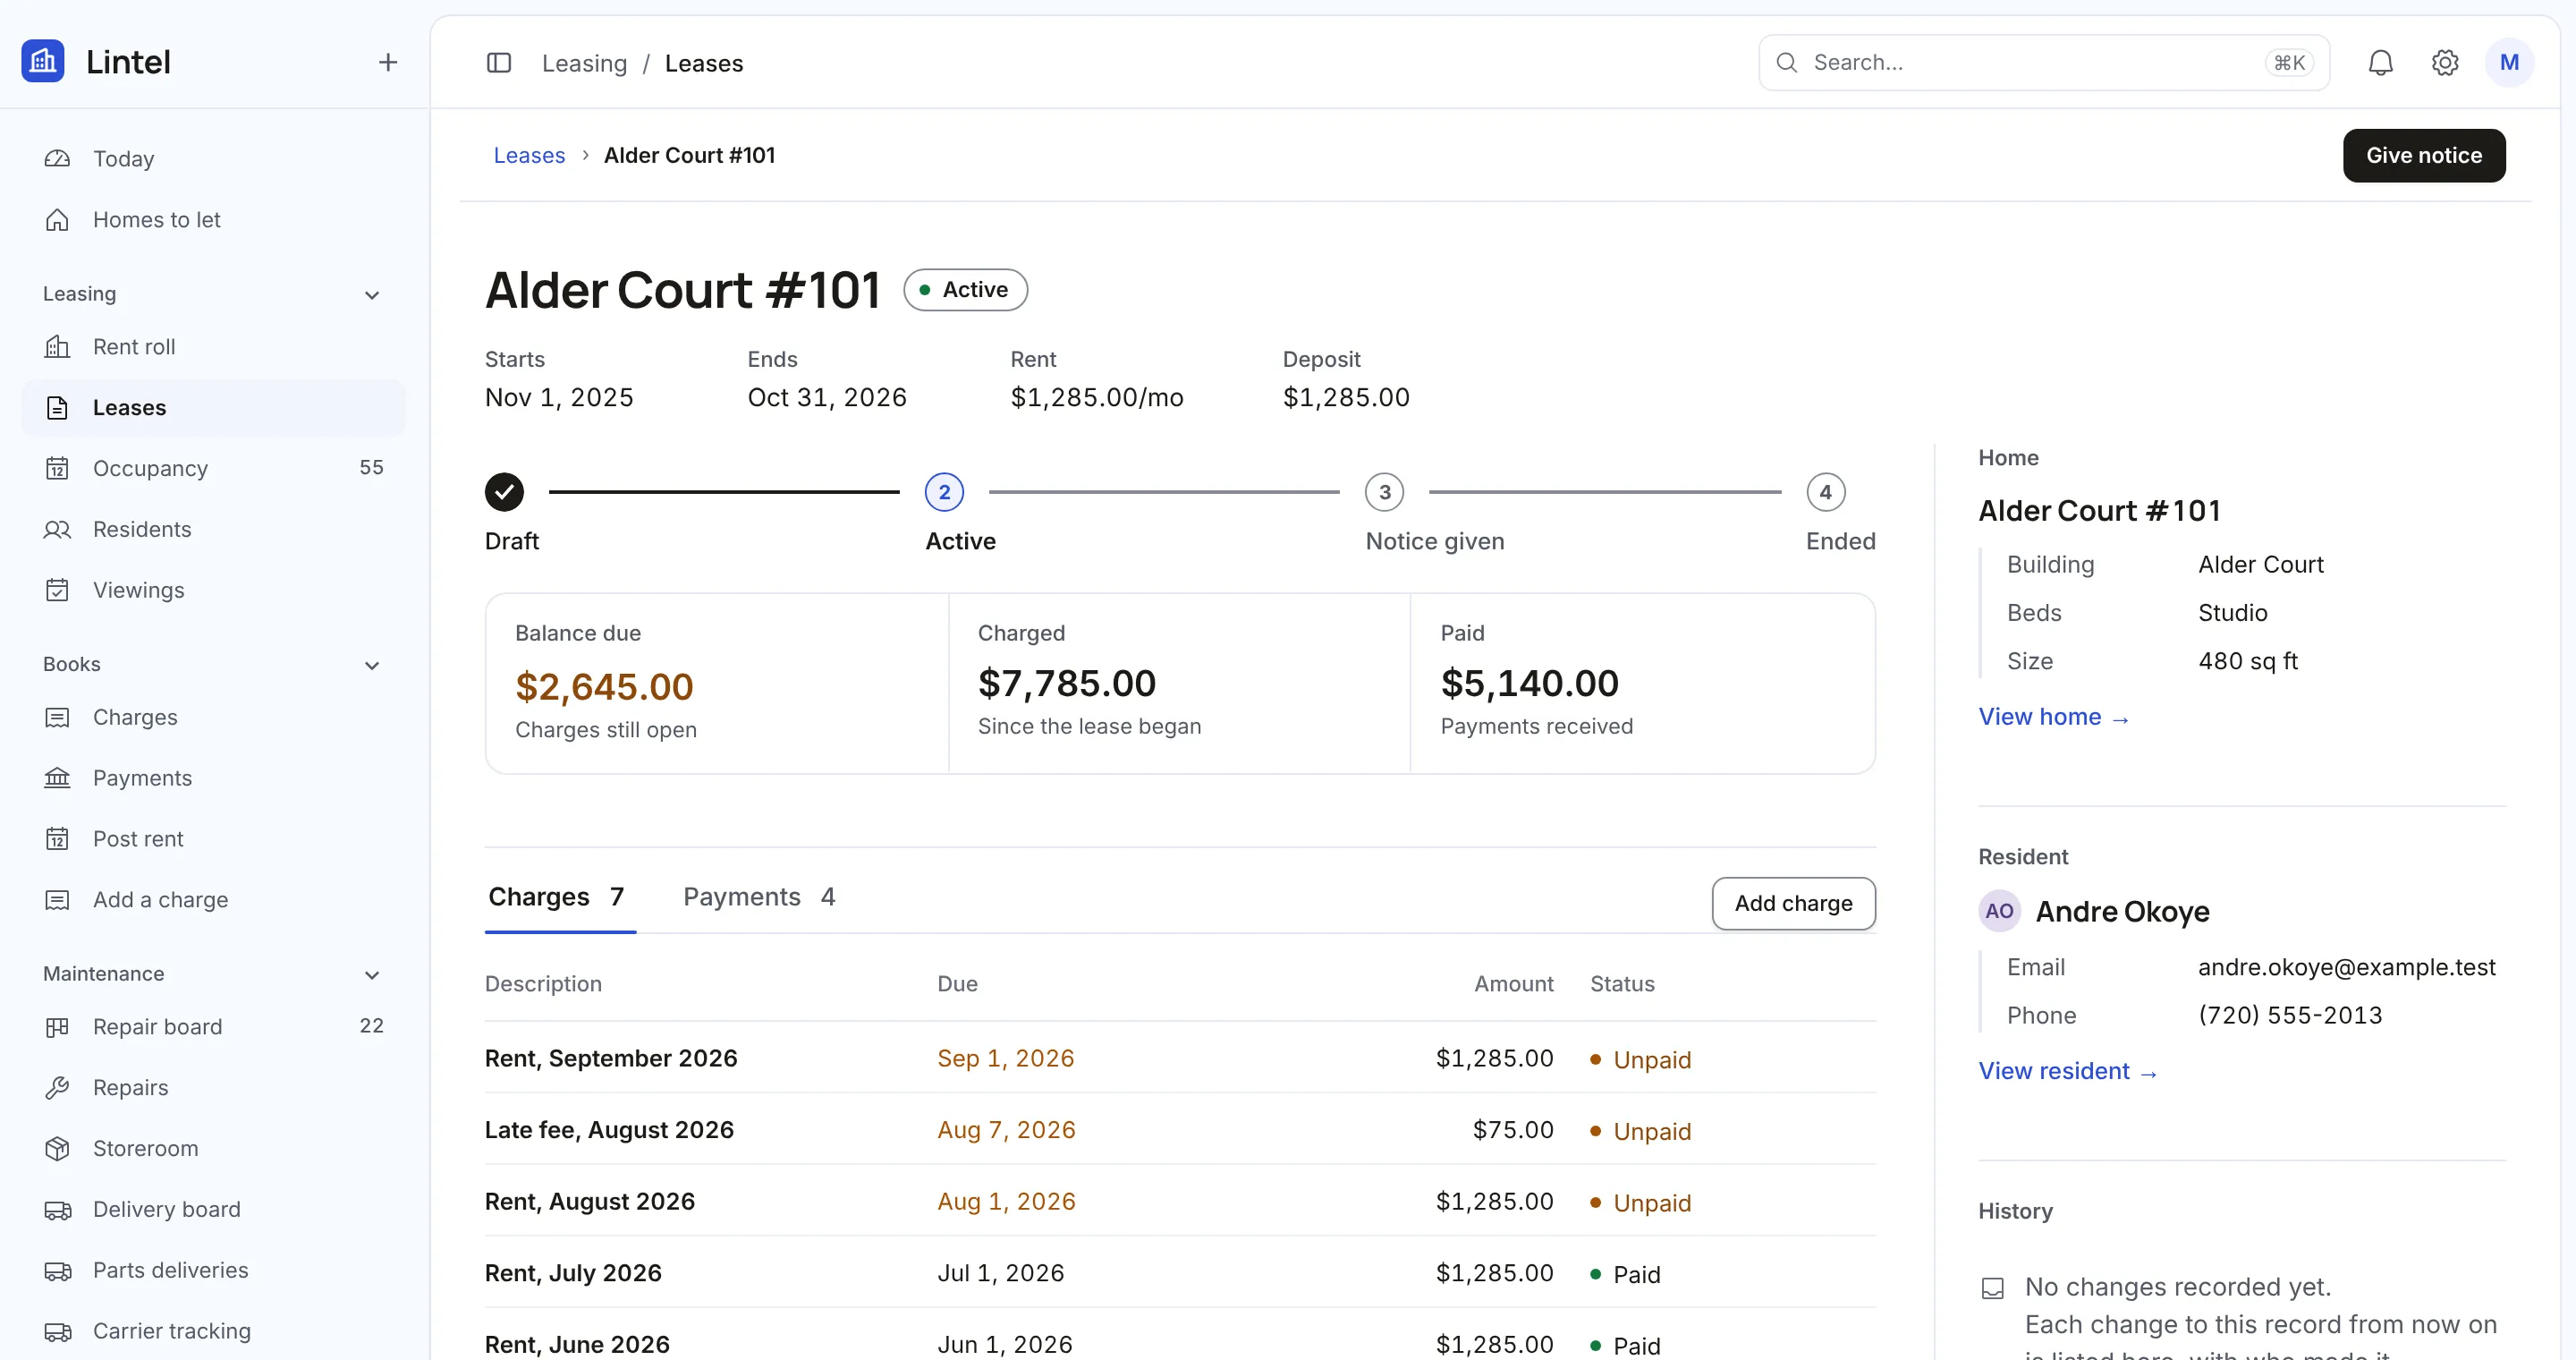 Lintel
Today
Homes to let
Leasing
Rent roll
Leases
Occupancy 55
Residents
Viewings
Books
Charges
Payments
Post rent
Add a charge
Maintenance
Repair board 22
Repairs
Storeroom
Delivery board
Parts deliveries
Carrier tracking
Leasing / Leases
Search... ⌘K
M
Leases › Alder Court #101
Give notice
Alder Court #101 Active
Starts Ends Rent Deposit
Nov 1, 2025 Oct 31, 2026 $1,285.00/mo $1,285.00
2 3 4
Draft Active Notice given Ended
Balance due Charged Paid
$2,645.00 $7,785.00 $5,140.00
Charges still open Since the lease began Payments received
Charges 7 Payments 4 Add charge
Description Due Amount Status
Rent, September 2026 Sep 1, 2026 $1,285.00 Unpaid
Late fee, August 2026 Aug 7, 2026 $75.00 Unpaid
Rent, August 2026 Aug 1, 2026 $1,285.00 Unpaid
Rent, July 2026 Jul 1, 2026 $1,285.00 Paid
Rent, June 2026 Jun 1, 2026 $1,285.00 Paid
Home
Alder Court #101
Building Alder Court
Beds Studio
Size 480 sq ft
View home →
Resident
AO Andre Okoye
Email andre.okoye@example.test
Phone (720) 555-2013
View resident →
History
No changes recorded yet.
Each change to this record from now on